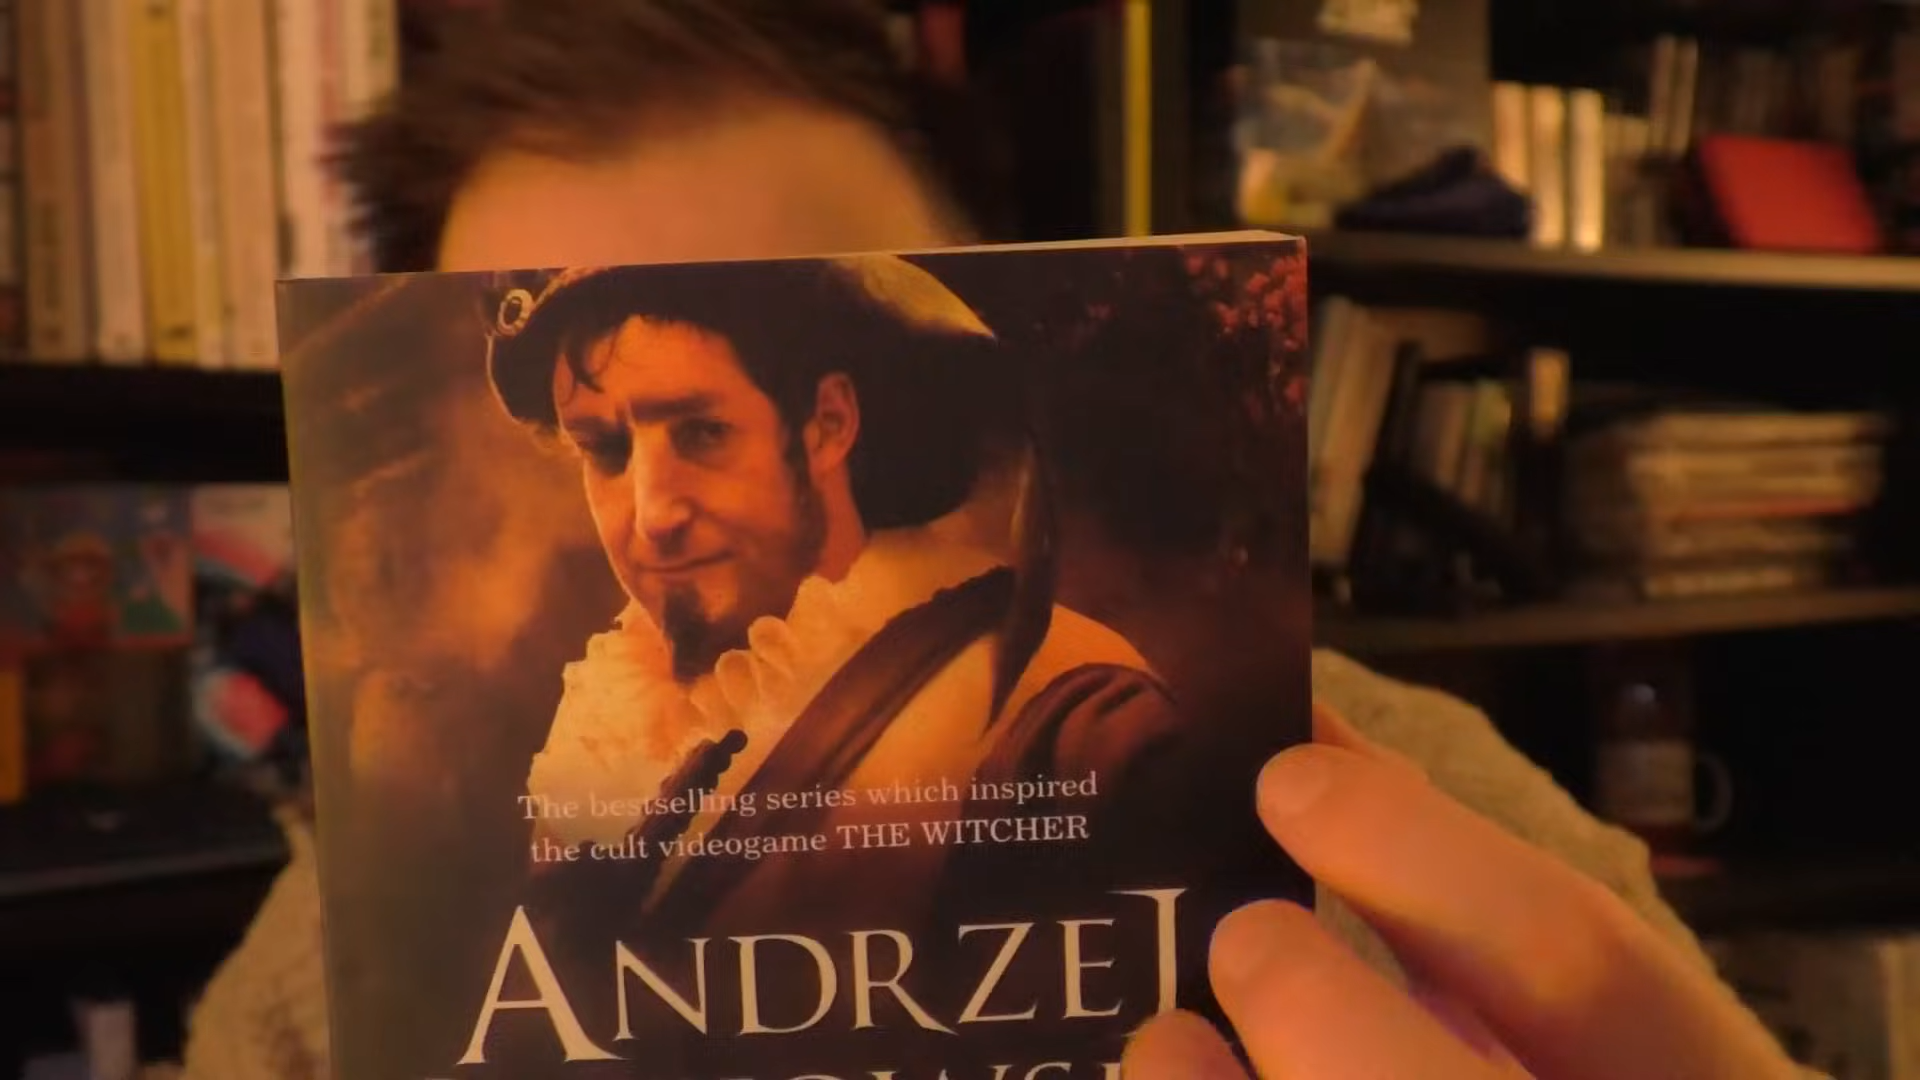 The bestselling series which inspired
the cult videogame THE WITCHER
ANDRZEJ